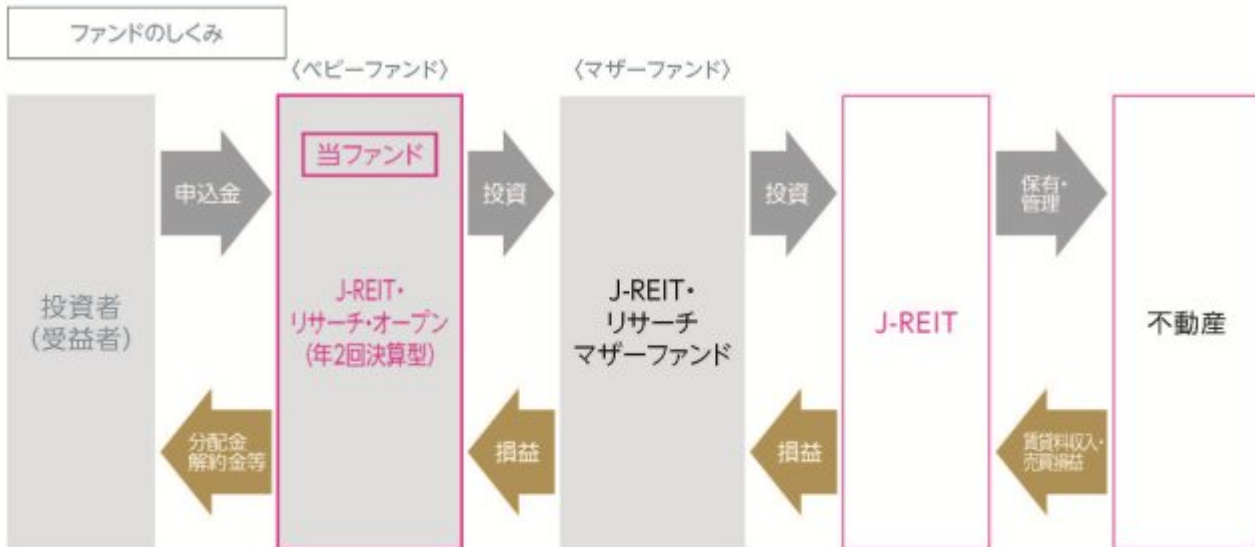 ファンドのしくみ
〈ベビーファンド〉
〈マザーファンド〉
投資者
(受益者)
申込金
分配金
解約金等
当ファンド
J-REIT・
リサーチ・オープン
(年2回決算型)
投資
損益
J-REIT・
リサーチ
マザーファンド
投資
損益
J-REIT
保有・
管理
賃貸料収入・
売買損益
不動産